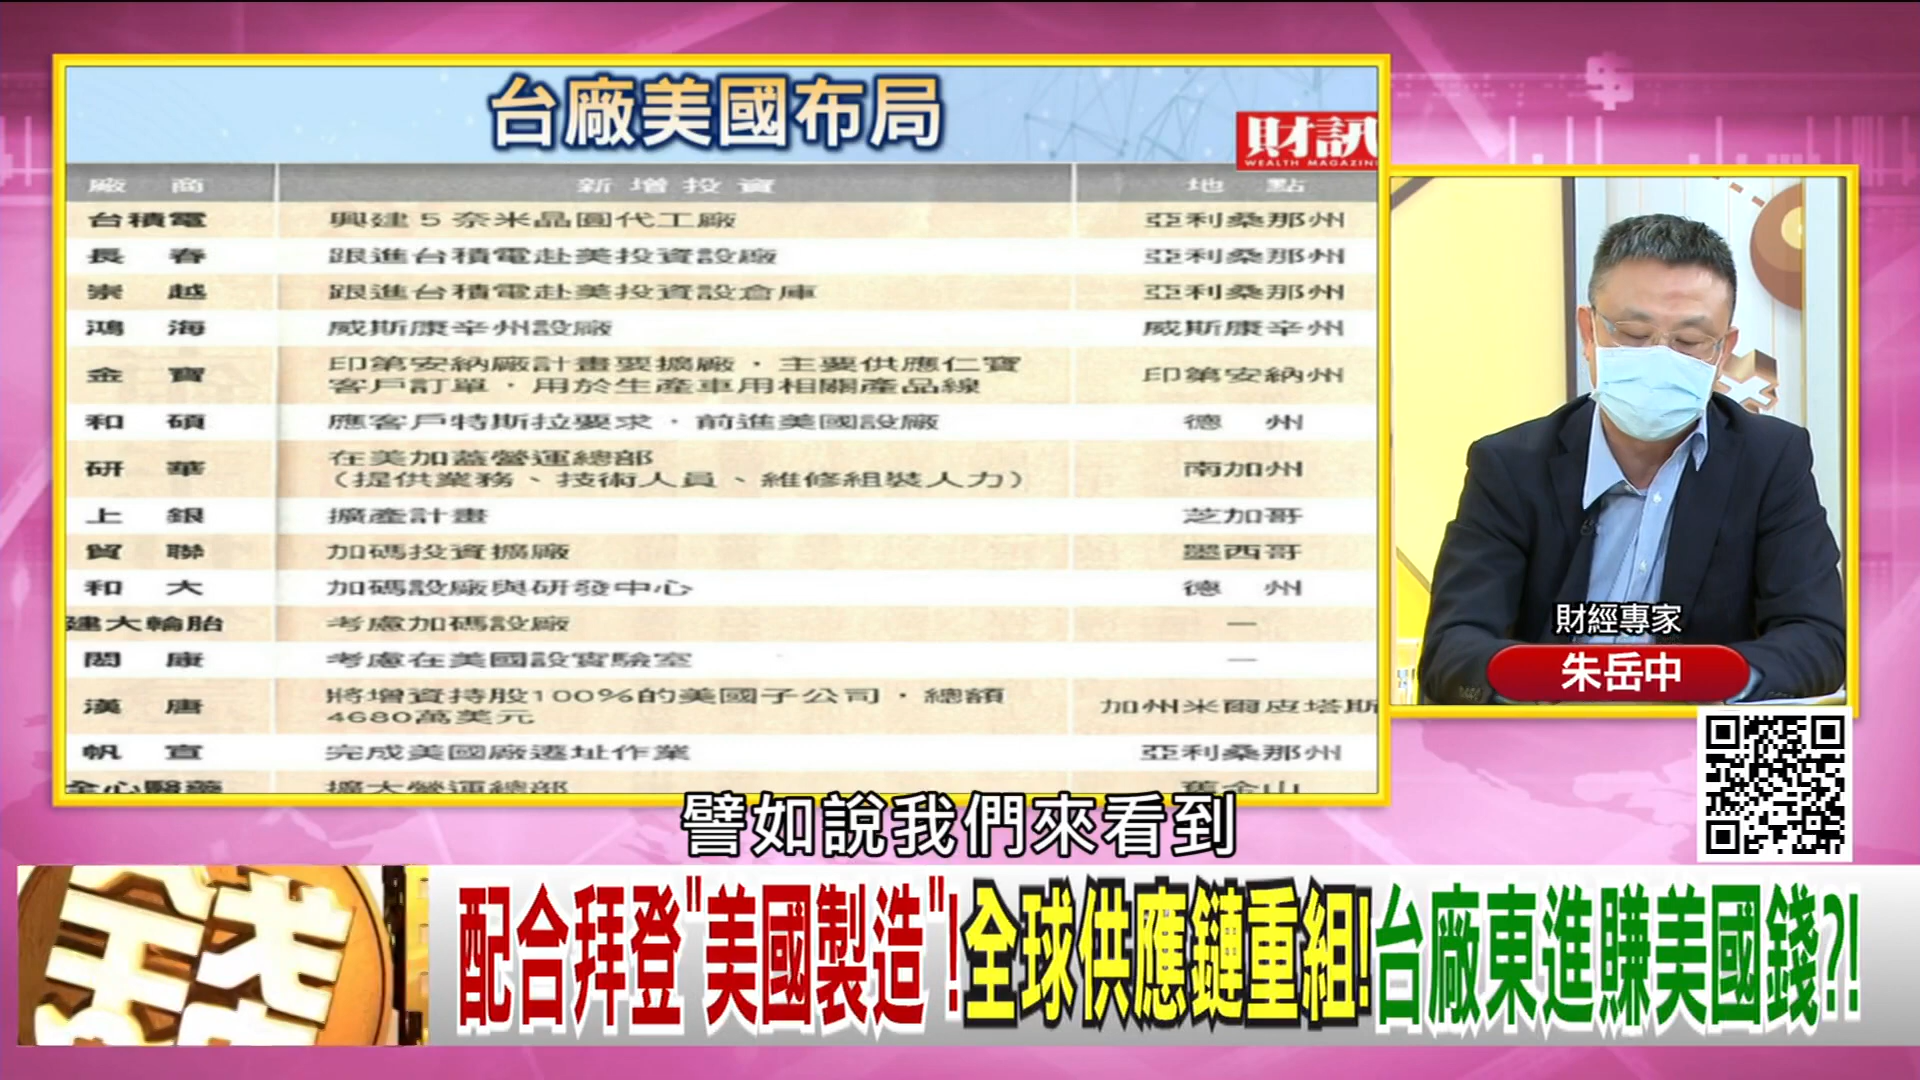 台廠美國布局
財訊
WEALTH MAGAZIN
廠商 新增投資 地點
台積電 興建5奈米晶圓代工廠 亞利桑那州
長春 跟進台積電赴美投資設廠 亞利桑那州
崇越 跟進台積電赴美投資設倉庫 亞利桑那州
鴻海 威斯康辛州設廠 威斯康辛州
金寶 印第安納廠計畫要擴廠，主要供應仁寶
客戶訂單，用於生產車用相關產品線 印第安納州
和碩 應客戶特斯拉要求，前進美國設廠 德州
研華 在美加蓋營運總部
（提供業務、技術人員、維修組裝人力） 南加州
上銀 擴產計畫 芝加哥
貿聯 加碼投資擴廠 墨西哥
和大 加碼設廠與研發中心 德州
建大輪胎 考慮加碼設廠 —
閎康 考慮在美國設實驗室 —
漢唐 將增資持股100%的美國子公司，總額
4680萬美元 加州米爾皮塔斯
帆宣 完成美國廠遷址作業 亞利桑那州
全心醫藥 擴大營運總部 舊金山
財經專家
朱岳中
譬如說我們來看到
配合拜登"美國製造"!全球供應鏈重組!台廠東進賺美國錢?!